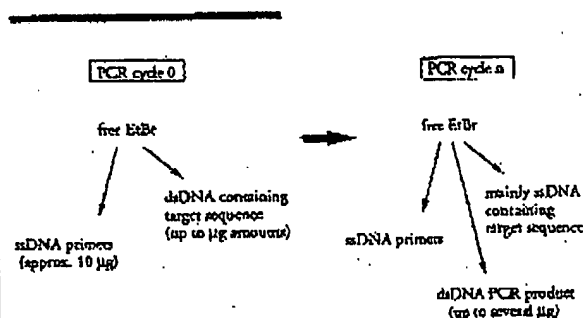 PCR cycle 0
free EtBr
dsDNA containing
target sequence
(up to µg amounts)
ssDNA primers
(approx. 10 µg)
PCR cycle n
free EtBr
mainly ssDNA
containing
target sequence
ssDNA primers
dsDNA PCR product
(up to several µg)